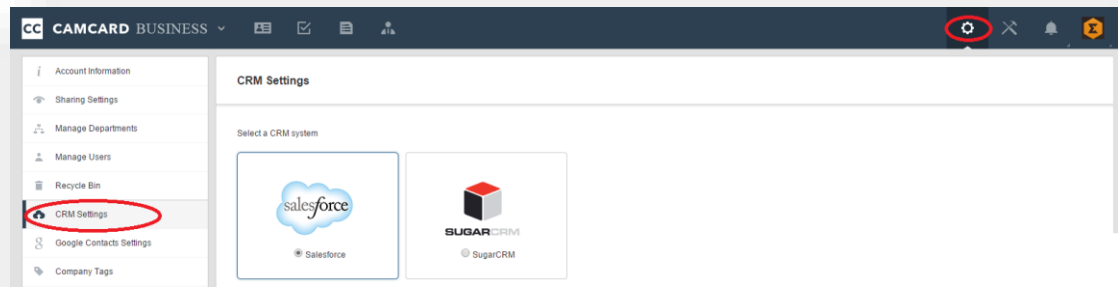 CC CAMCARD BUSINESS
Account Information
Sharing Settings
Manage Departments
Manage Users
Recycle Bin
CRM Settings
Google Contacts Settings
Company Tags
CRM Settings
Select a CRM system
salesforce
Salesforce
SUGARCRM
SugarCRM